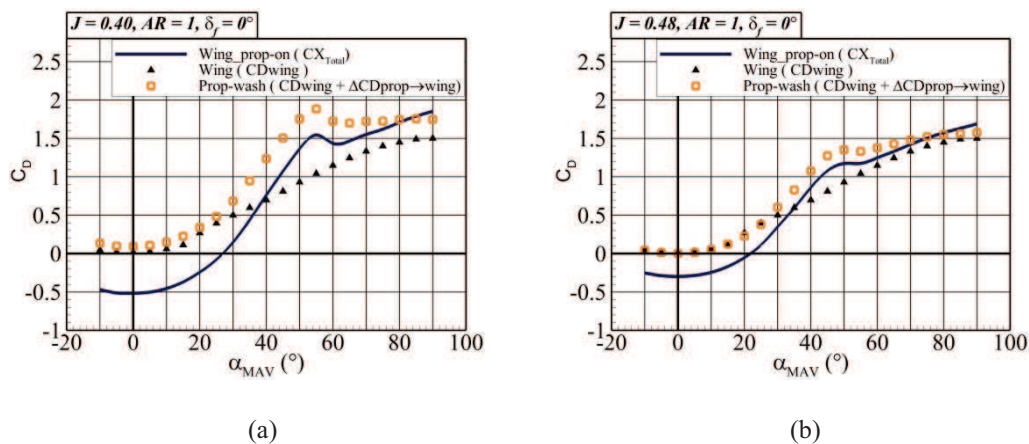 J = 0.40, AR = 1, δf = 0°
Wing_prop-on ( CXTotal)
Wing ( CDwing )
Prop-wash ( CDwing + ΔCDprop→wing)
2.5
2
1.5
1
0.5
0
-0.5
-1
CD
-20 0 20 40 60 80 100
αMAV (°)
(a)
J = 0.48, AR = 1, δf = 0°
Wing_prop-on ( CXTotal)
Wing ( CDwing )
Prop-wash ( CDwing + ΔCDprop→wing)
2.5
2
1.5
1
0.5
0
-0.5
-1
CD
-20 0 20 40 60 80 100
αMAV (°)
(b)